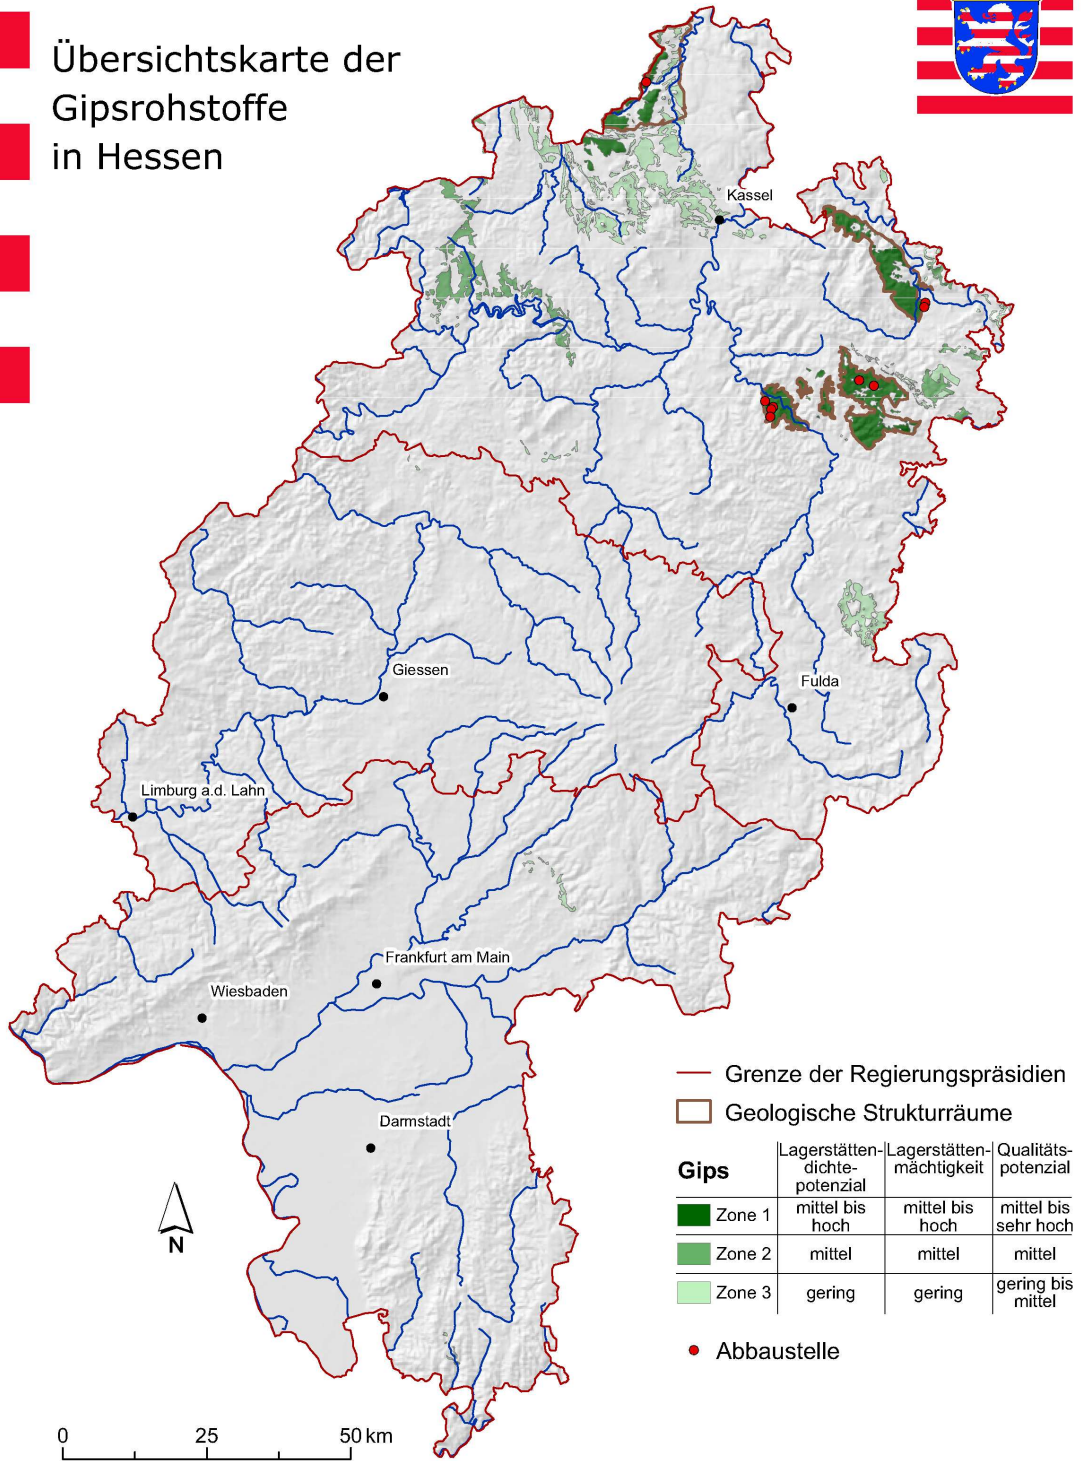 Übersichtskarte der
Gipsrohstoffe
in Hessen
Kassel
Giessen
Fulda
Limburg a.d. Lahn
Frankfurt am Main
Wiesbaden
Darmstadt
N
0 25 50 km
Grenze der Regierungspräsidien
Geologische Strukturräume
Gips
Lagerstätten-
dichte-
potenzial
Lagerstätten-
mächtigkeit
Qualitäts-
potenzial
Zone 1
mittel bis
hoch
mittel bis
hoch
mittel bis
sehr hoch
Zone 2 mittel mittel mittel
Zone 3 gering gering
gering bis
mittel
Abbaustelle